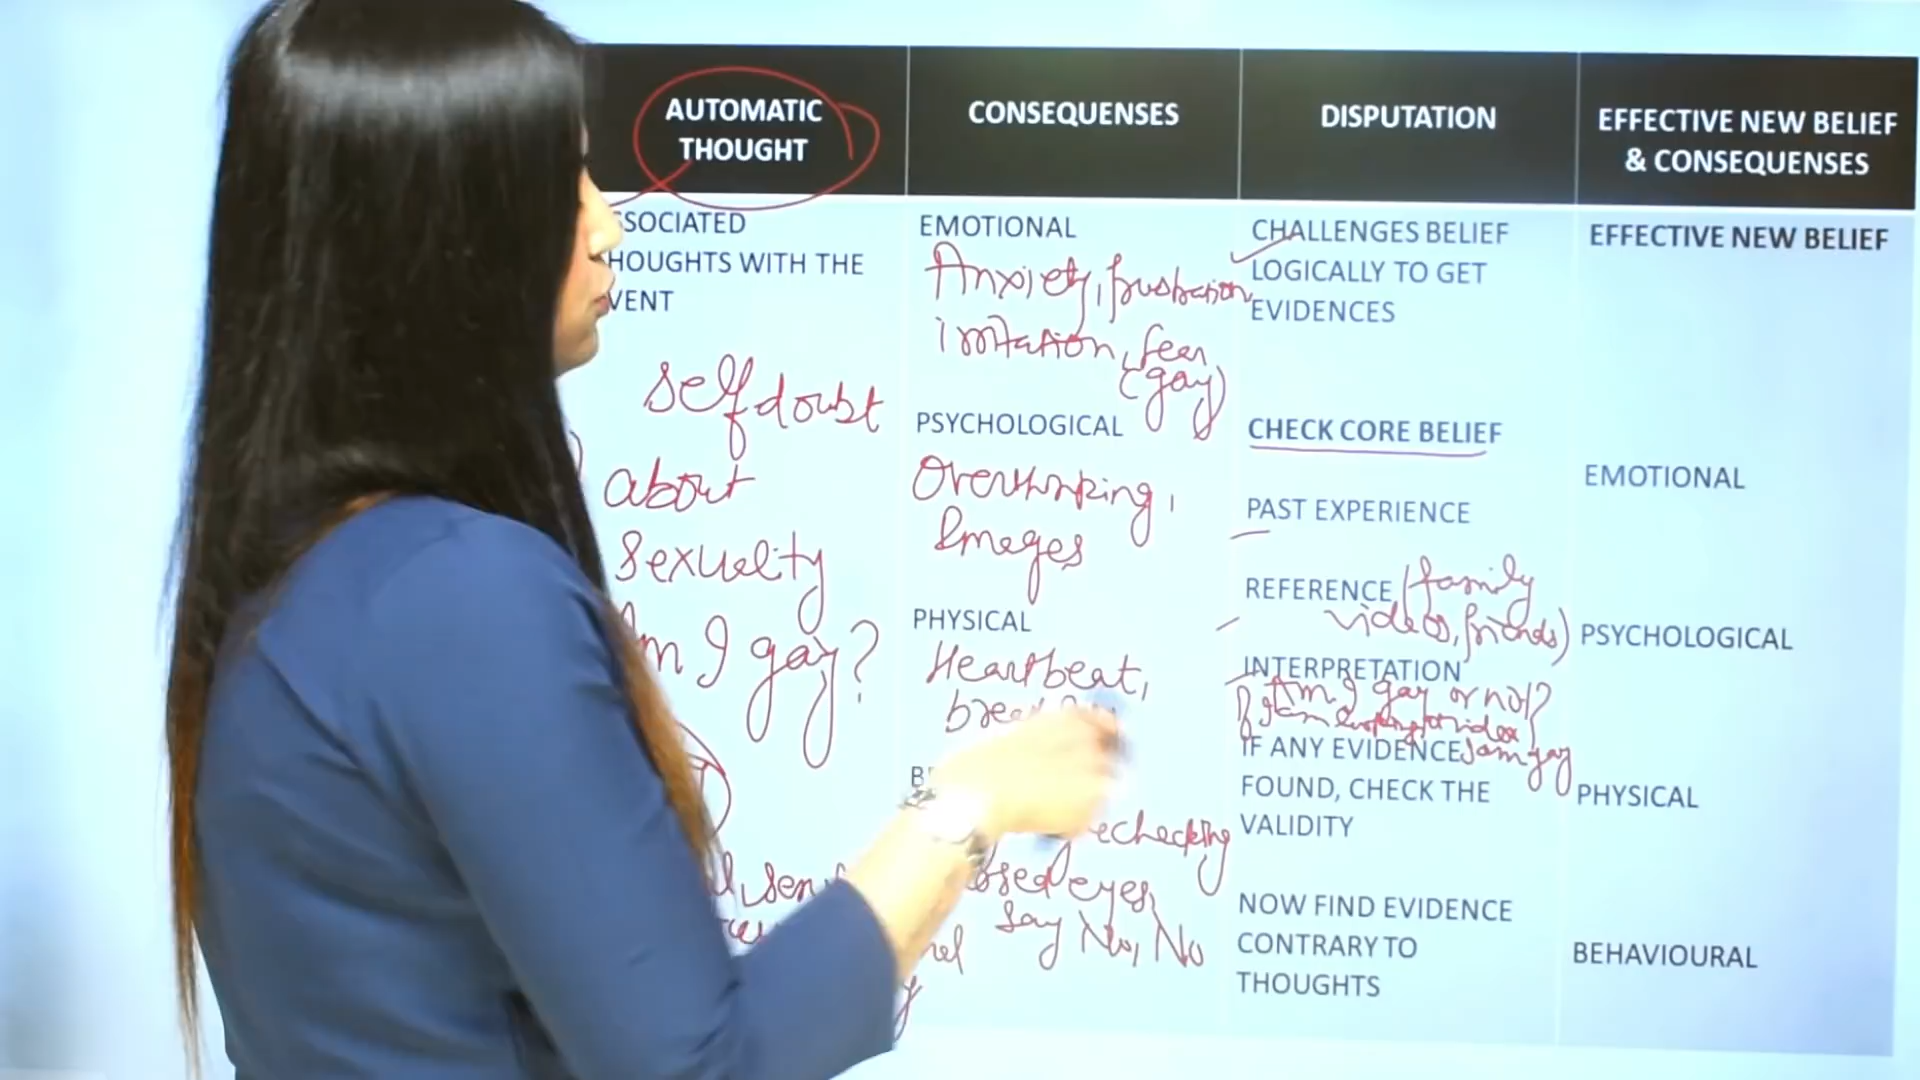 AUTOMATIC
THOUGHT
SSOCIATED
HOUGHTS WITH THE
VENT
self doubt
about
sexuality
m I gay?
CONSEQUENSES
EMOTIONAL
Anxiety, frustration
irritation, fear
(gay)
PSYCHOLOGICAL
Overthinking,
Images
PHYSICAL
Heartbeat,
echecking
osed eyes,
say No, No
DISPUTATION
CHALLENGES BELIEF
LOGICALLY TO GET
EVIDENCES
CHECK CORE BELIEF
PAST EXPERIENCE
REFERENCE (family
videos, friends)
INTERPRETATION
Am I gay or not?
IF ANY EVIDENCE I am gay
FOUND, CHECK THE
VALIDITY
NOW FIND EVIDENCE
CONTRARY TO
THOUGHTS
EFFECTIVE NEW BELIEF
& CONSEQUENSES
EFFECTIVE NEW BELIEF
EMOTIONAL
PSYCHOLOGICAL
PHYSICAL
BEHAVIOURAL